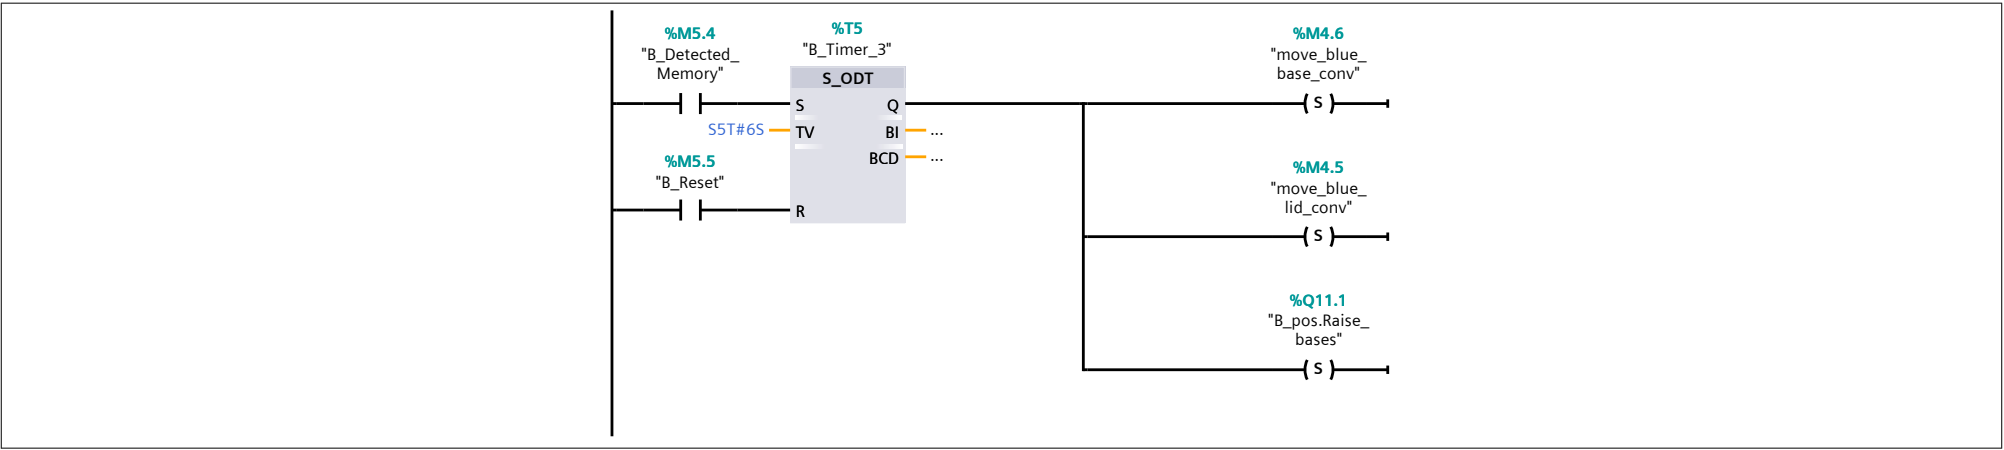 %M5.4
"B_Detected_
Memory"
%T5
"B_Timer_3"
S_ODT
S
Q
S5T#6S
TV
BI
...
BCD
...
%M5.5
"B_Reset"
R
%M4.6
"move_blue_
base_conv"
S
%M4.5
"move_blue_
lid_conv"
S
%Q11.1
"B_pos.Raise_
bases"
S